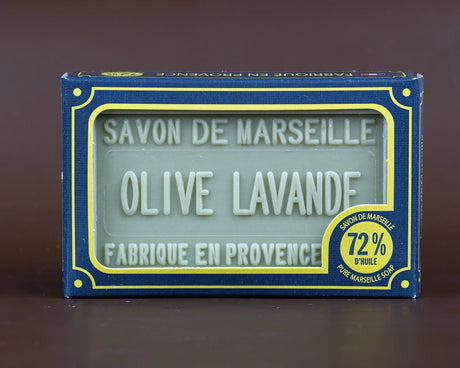 72%
FABRIQUE EN PROVENCE
SAVON DE MARSEILLE
OLIVE LAVANDE
FABRIQUE EN PROVENCE
SAVON DE MARSEILLE
72%
D'HUILE
PURE MARSEILLE SOAP